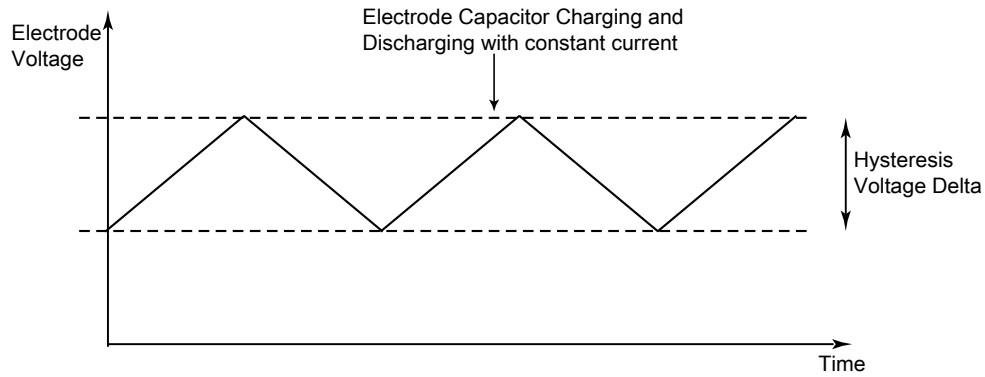 Electrode
Voltage
Electrode Capacitor Charging and
Discharging with constant current
Hysteresis
Voltage Delta
Time